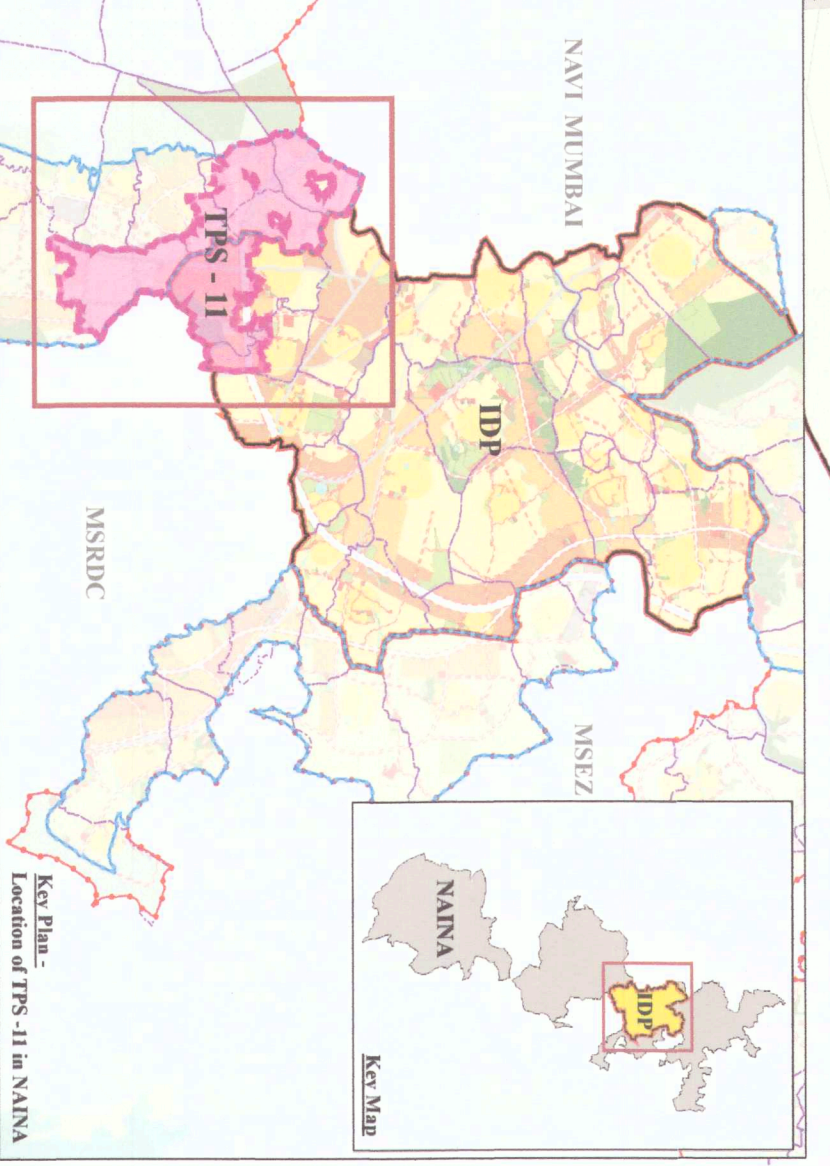 NAVI MUMBAI
TPS - 11
IDP
MSRDC
MSEZ
NAINA
IDP
Key Map
Key Plan -
Location of TPS -11 in NAINA